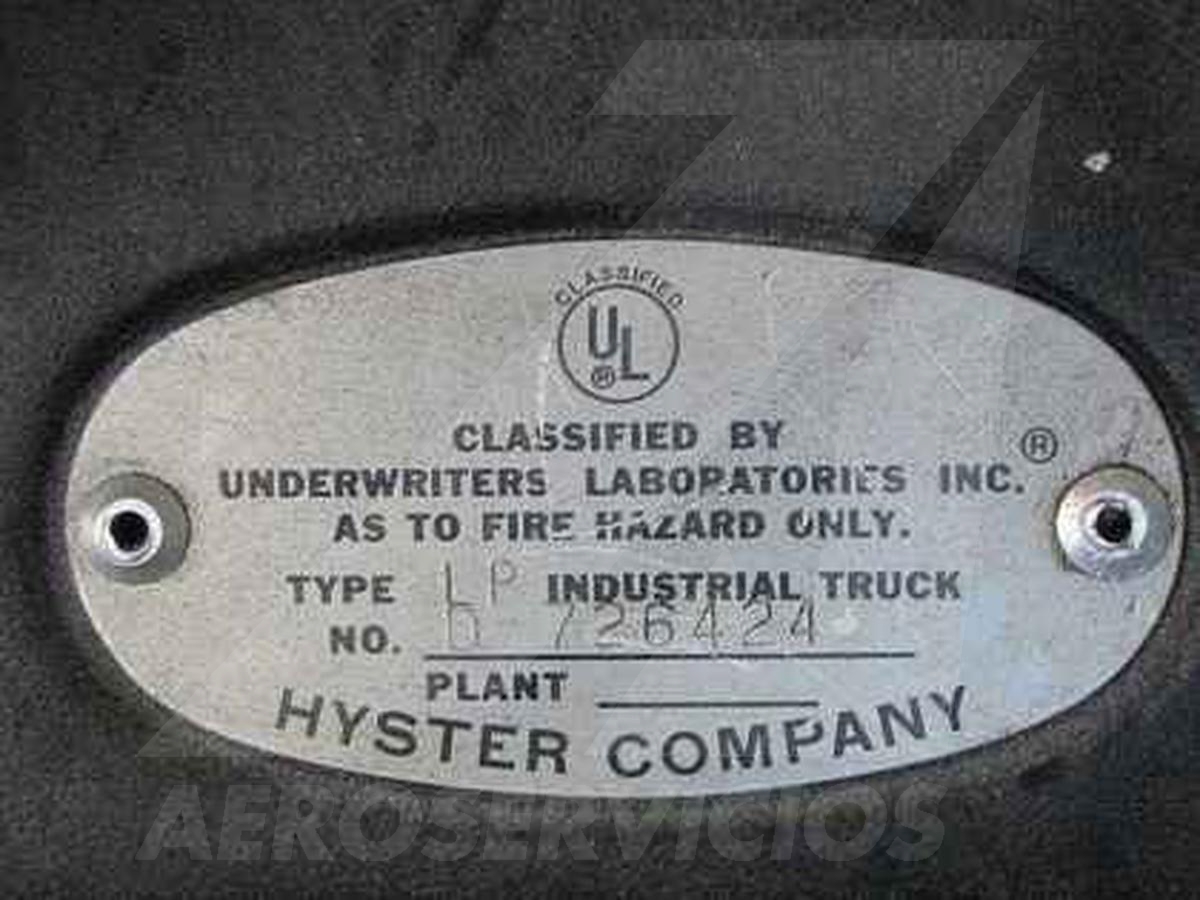 CLASSIFIED
UL®
CLASSIFIED BY
UNDERWRITERS LABORATORIES INC.®
AS TO FIRE HAZARD ONLY.
TYPE LP INDUSTRIAL TRUCK
NO. 726424
PLANT
HYSTER COMPANY
AEROSERVICIOS